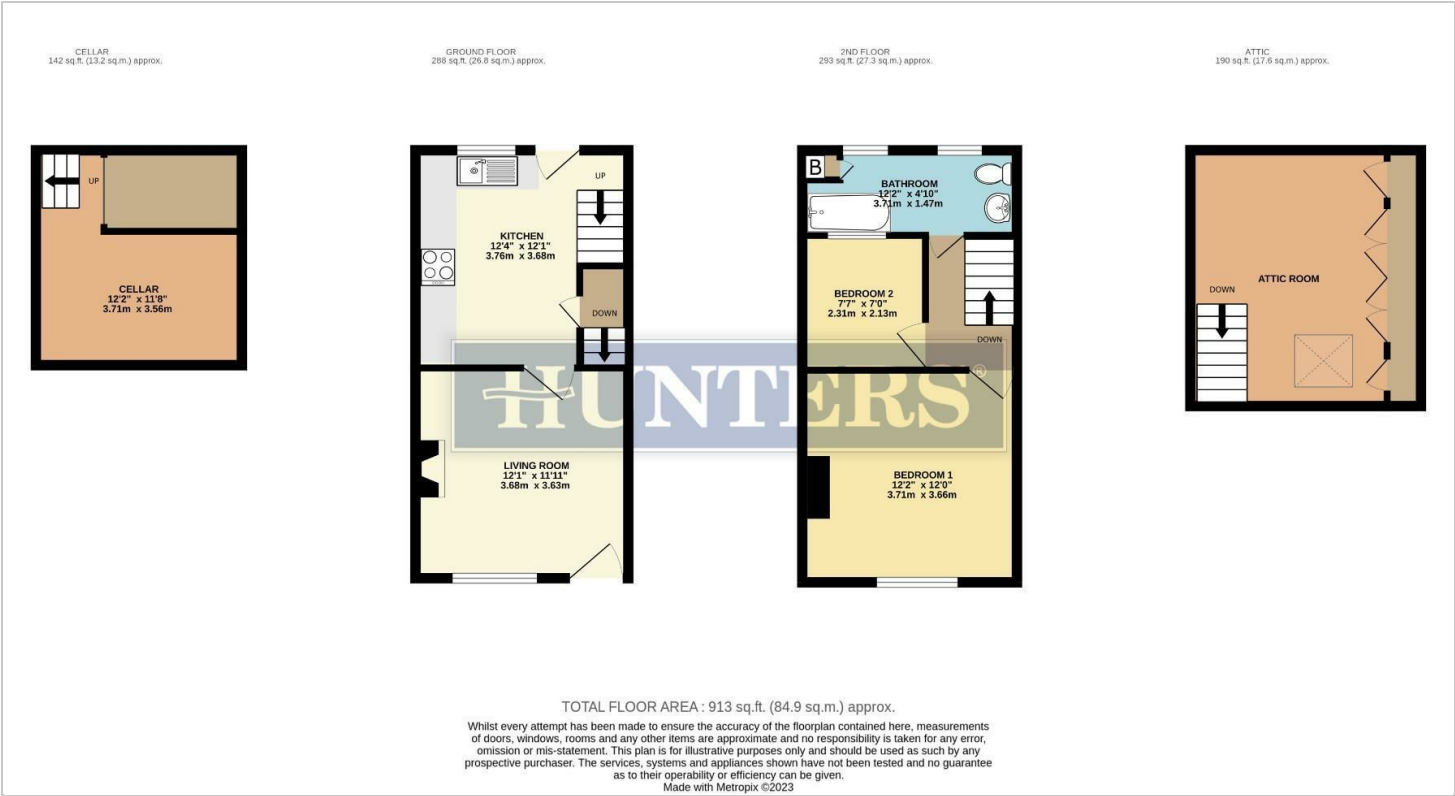 CELLAR
142 sq.ft. (13.2 sq.m.) approx.
GROUND FLOOR
288 sq.ft. (26.8 sq.m.) approx.
2ND FLOOR
293 sq.ft. (27.3 sq.m.) approx.
ATTIC
190 sq.ft. (17.6 sq.m.) approx.
UP
CELLAR
12'2" x 11'8"
3.71m x 3.56m
UP
KITCHEN
12'4" x 12'1"
3.76m x 3.68m
DOWN
LIVING ROOM
12'1" x 11'11"
3.68m x 3.63m
B
BATHROOM
12'2" x 4'10"
3.71m x 1.47m
BEDROOM 2
7'7" x 7'0"
2.31m x 2.13m
DOWN
BEDROOM 1
12'2" x 12'0"
3.71m x 3.66m
ATTIC ROOM
DOWN
HUNTERS®
TOTAL FLOOR AREA : 913 sq.ft. (84.9 sq.m.) approx.
Whilst every attempt has been made to ensure the accuracy of the floorplan contained here, measurements
of doors, windows, rooms and any other items are approximate and no responsibility is taken for any error,
omission or mis-statement. This plan is for illustrative purposes only and should be used as such by any
prospective purchaser. The services, systems and appliances shown have not been tested and no guarantee
as to their operability or efficiency can be given.
Made with Metropix ©2023